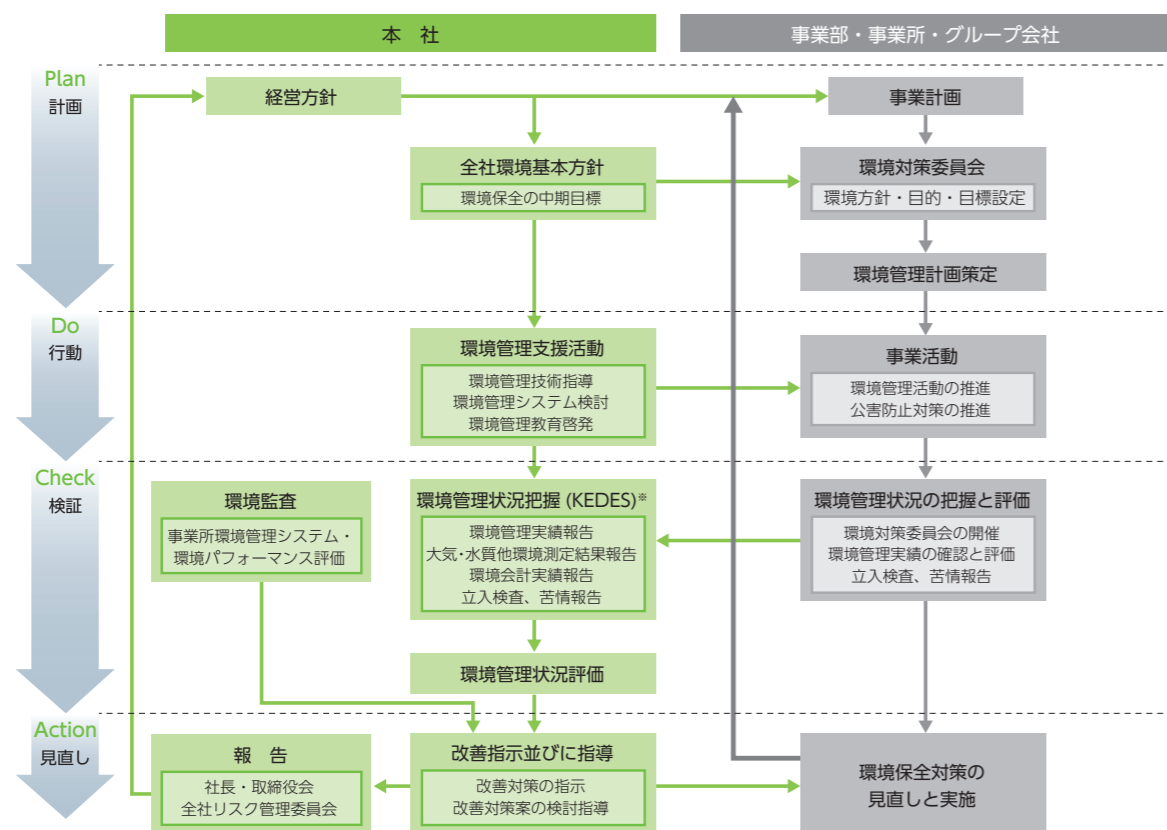 本 社
事業部・事業所・グループ会社
Plan
計画
経営方針
事業計画
全社環境基本方針
環境保全の中期目標
環境対策委員会
環境方針・目的・目標設定
環境管理計画策定
Do
行動
環境管理支援活動
環境管理技術指導
環境管理システム検討
環境管理教育啓発
事業活動
環境管理活動の推進
公害防止対策の推進
Check
検証
環境監査
事業所環境管理システム・
環境パフォーマンス評価
環境管理状況把握 (KEDES)※
環境管理実績報告
大気・水質他環境測定結果報告
環境会計実績報告
立入検査、苦情報告
環境管理状況の把握と評価
環境対策委員会の開催
環境管理実績の確認と評価
立入検査、苦情報告
環境管理状況評価
Action
見直し
報 告
社長・取締役会
全社リスク管理委員会
改善指示並びに指導
改善対策の指示
改善対策案の検討指導
環境保全対策の
見直しと実施